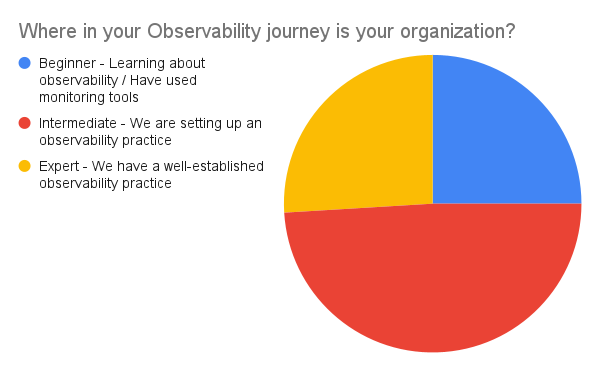 Where in your Observability journey is your organization?
Beginner - Learning about
observability / Have used
monitoring tools
Intermediate - We are setting up an
observability practice
Expert - We have a well-established
observability practice